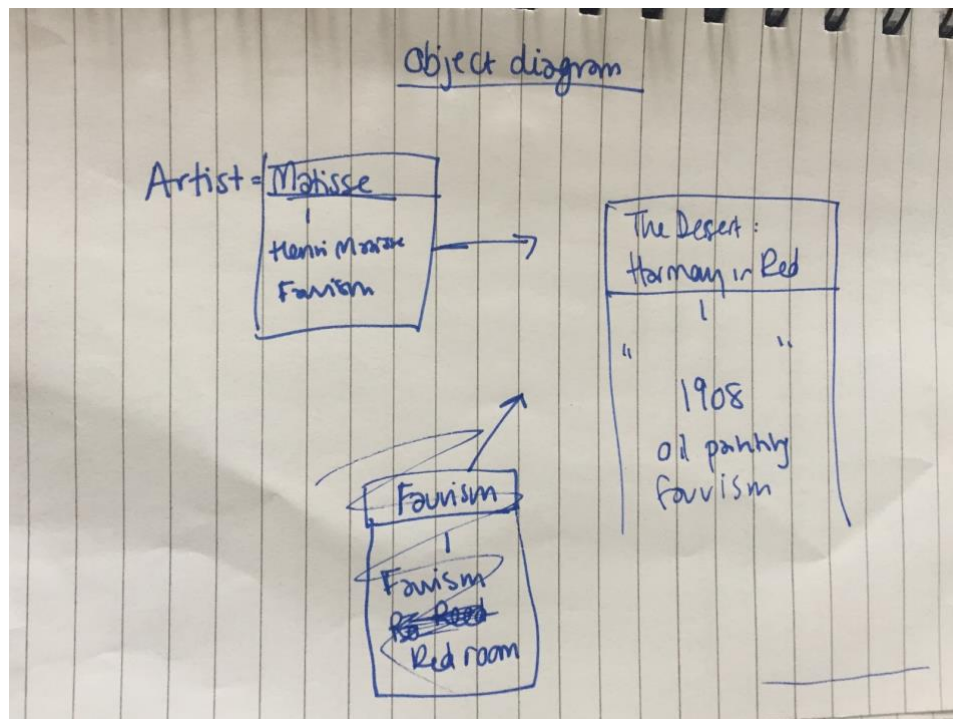 Object diagram
Artist = Matisse
1
Henri Matisse
Fauvism
The Desert :
Harmony in Red
1
" "
1908
oil painting
fauvism
Fauvism
1
Fauvism
Red room